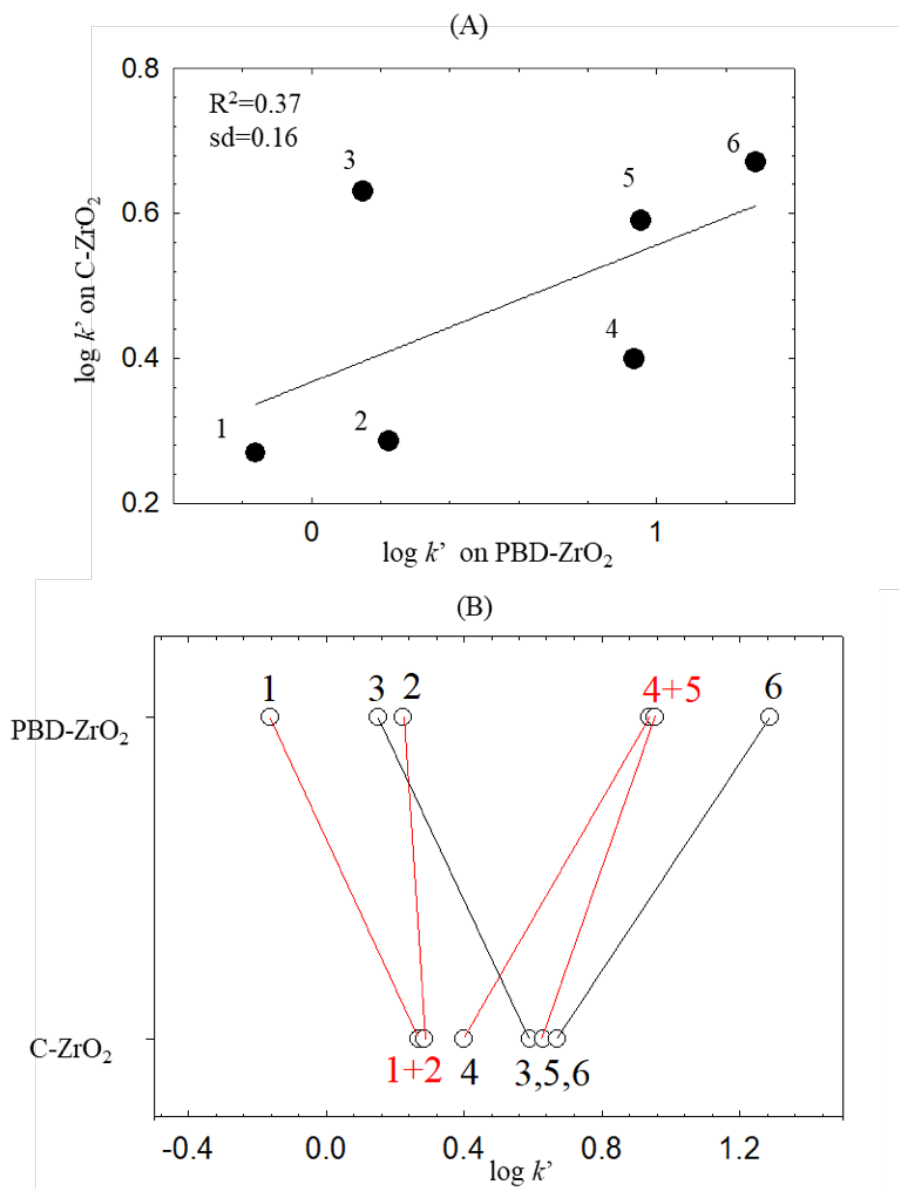 (A)
R²=0.37
sd=0.16
0.8
0.6
0.4
0.2
log k’ on C-ZrO₂
1
2
3
4
5
6
0
1
log k’ on PBD-ZrO₂
(B)
PBD-ZrO₂
C-ZrO₂
1
3
2
4+5
6
1+2
4
3,5,6
-0.4
0.0
0.4
0.8
1.2
log k’